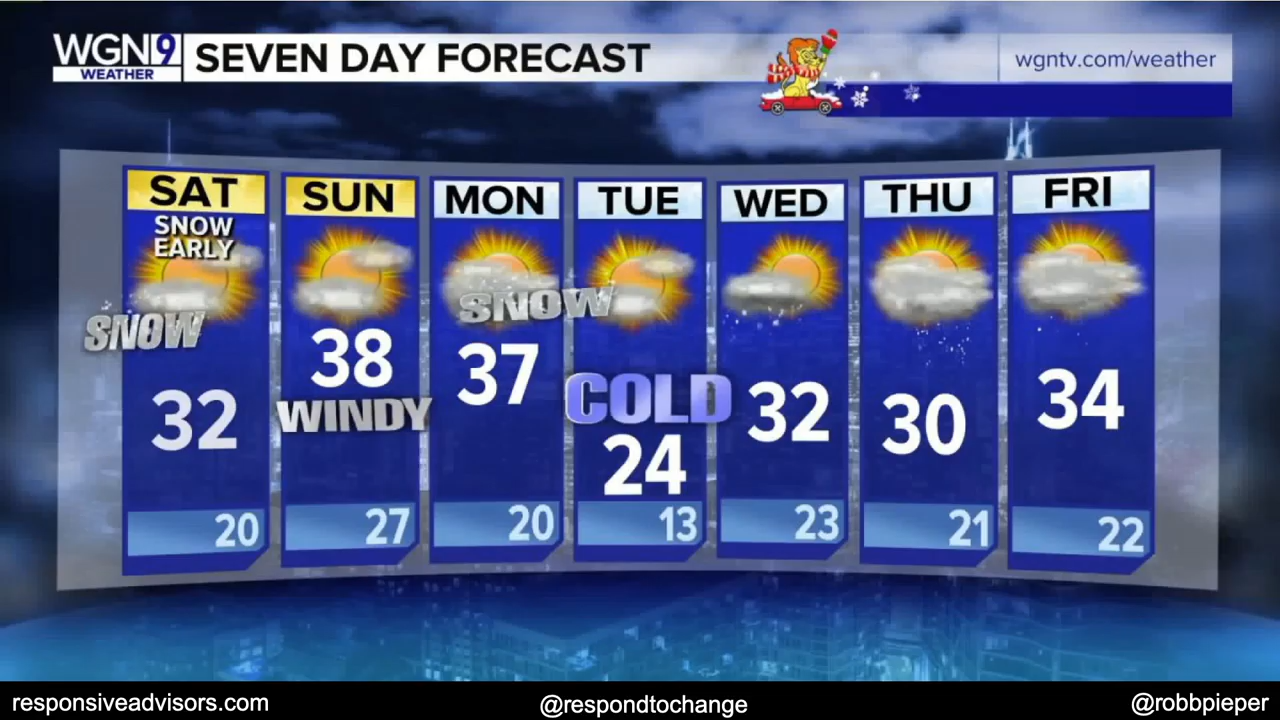 WGN 9
WEATHER
SEVEN DAY FORECAST
wgntv.com/weather
SAT
SNOW
EARLY
SNOW
32
20
SUN
38
WINDY
27
MON
SNOW
37
20
TUE
COLD
24
13
WED
32
23
THU
30
21
FRI
34
22
responsiveadvisors.com
@respondtochange
@robbpieper